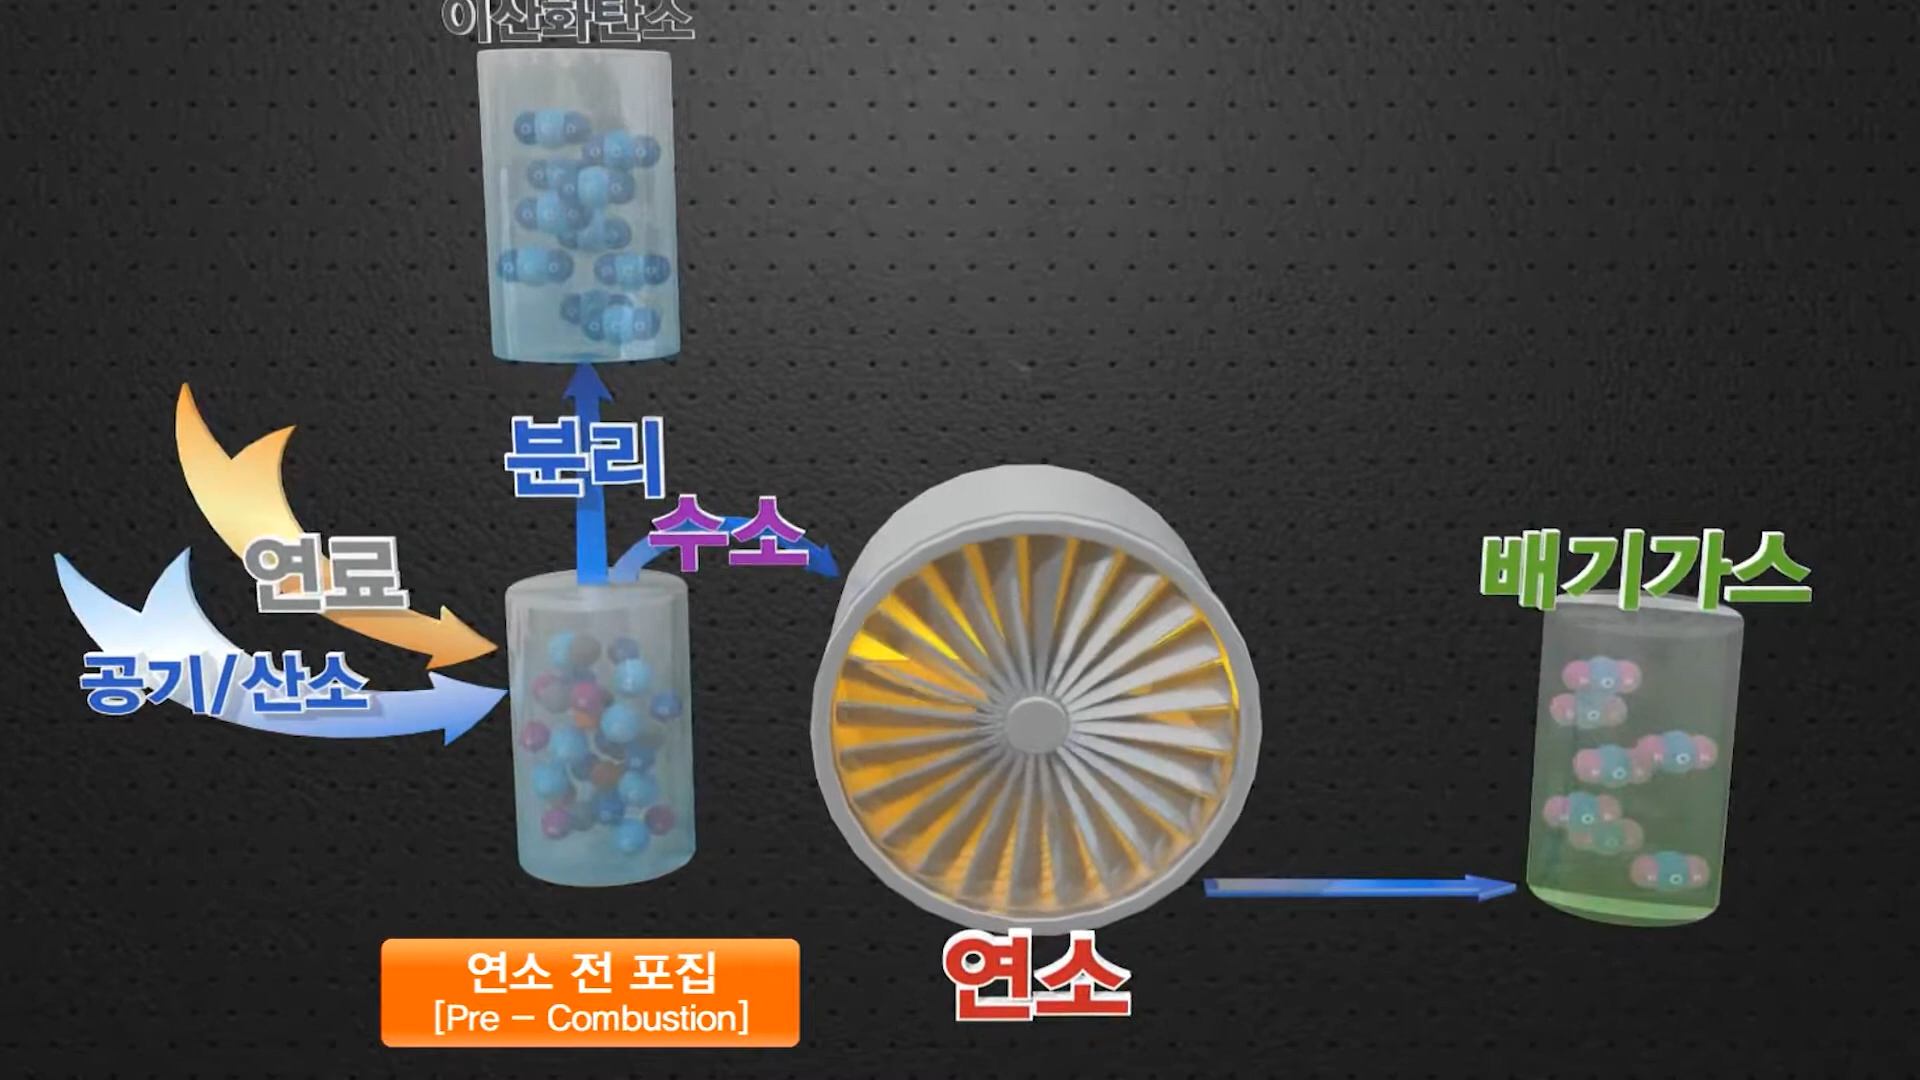 이산화탄소
분리
수소
연료
공기/산소
배기가스
연소
연소 전 포집
[Pre - Combustion]